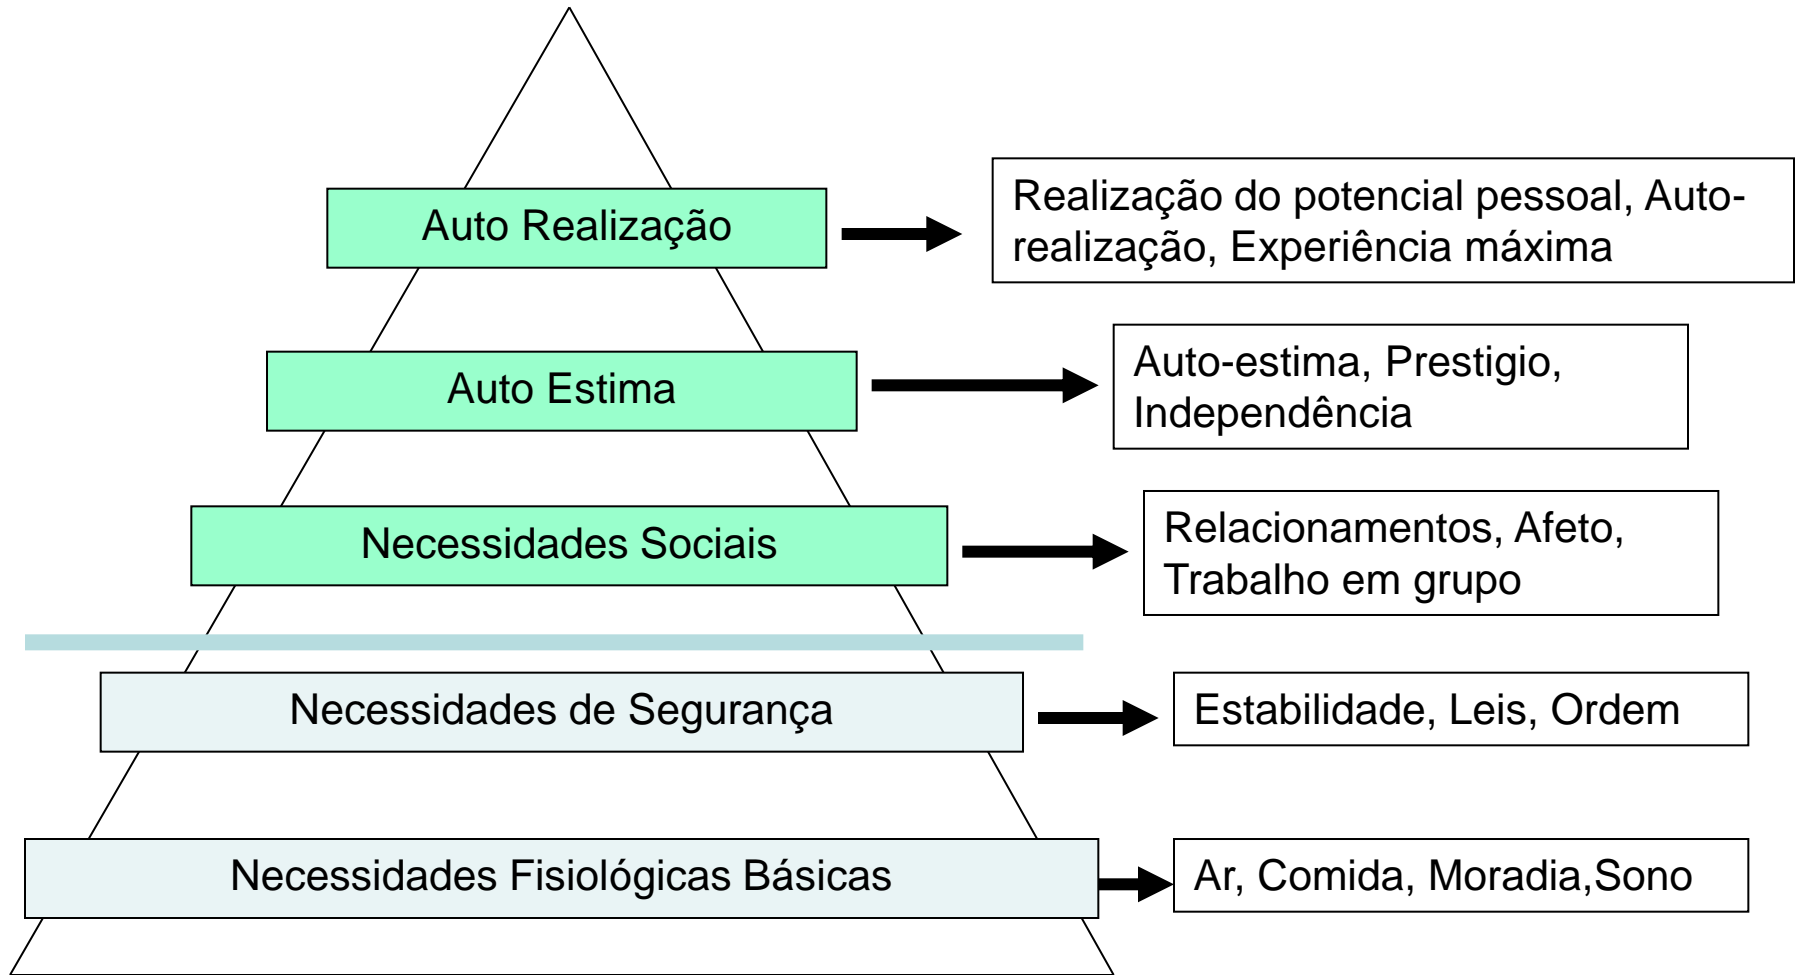 Auto Realização
Realização do potencial pessoal, Auto-
realização, Experiência máxima
Auto Estima
Auto-estima, Prestigio,
Independência
Necessidades Sociais
Relacionamentos, Afeto,
Trabalho em grupo
Necessidades de Segurança
Estabilidade, Leis, Ordem
Necessidades Fisiológicas Básicas
Ar, Comida, Moradia,Sono